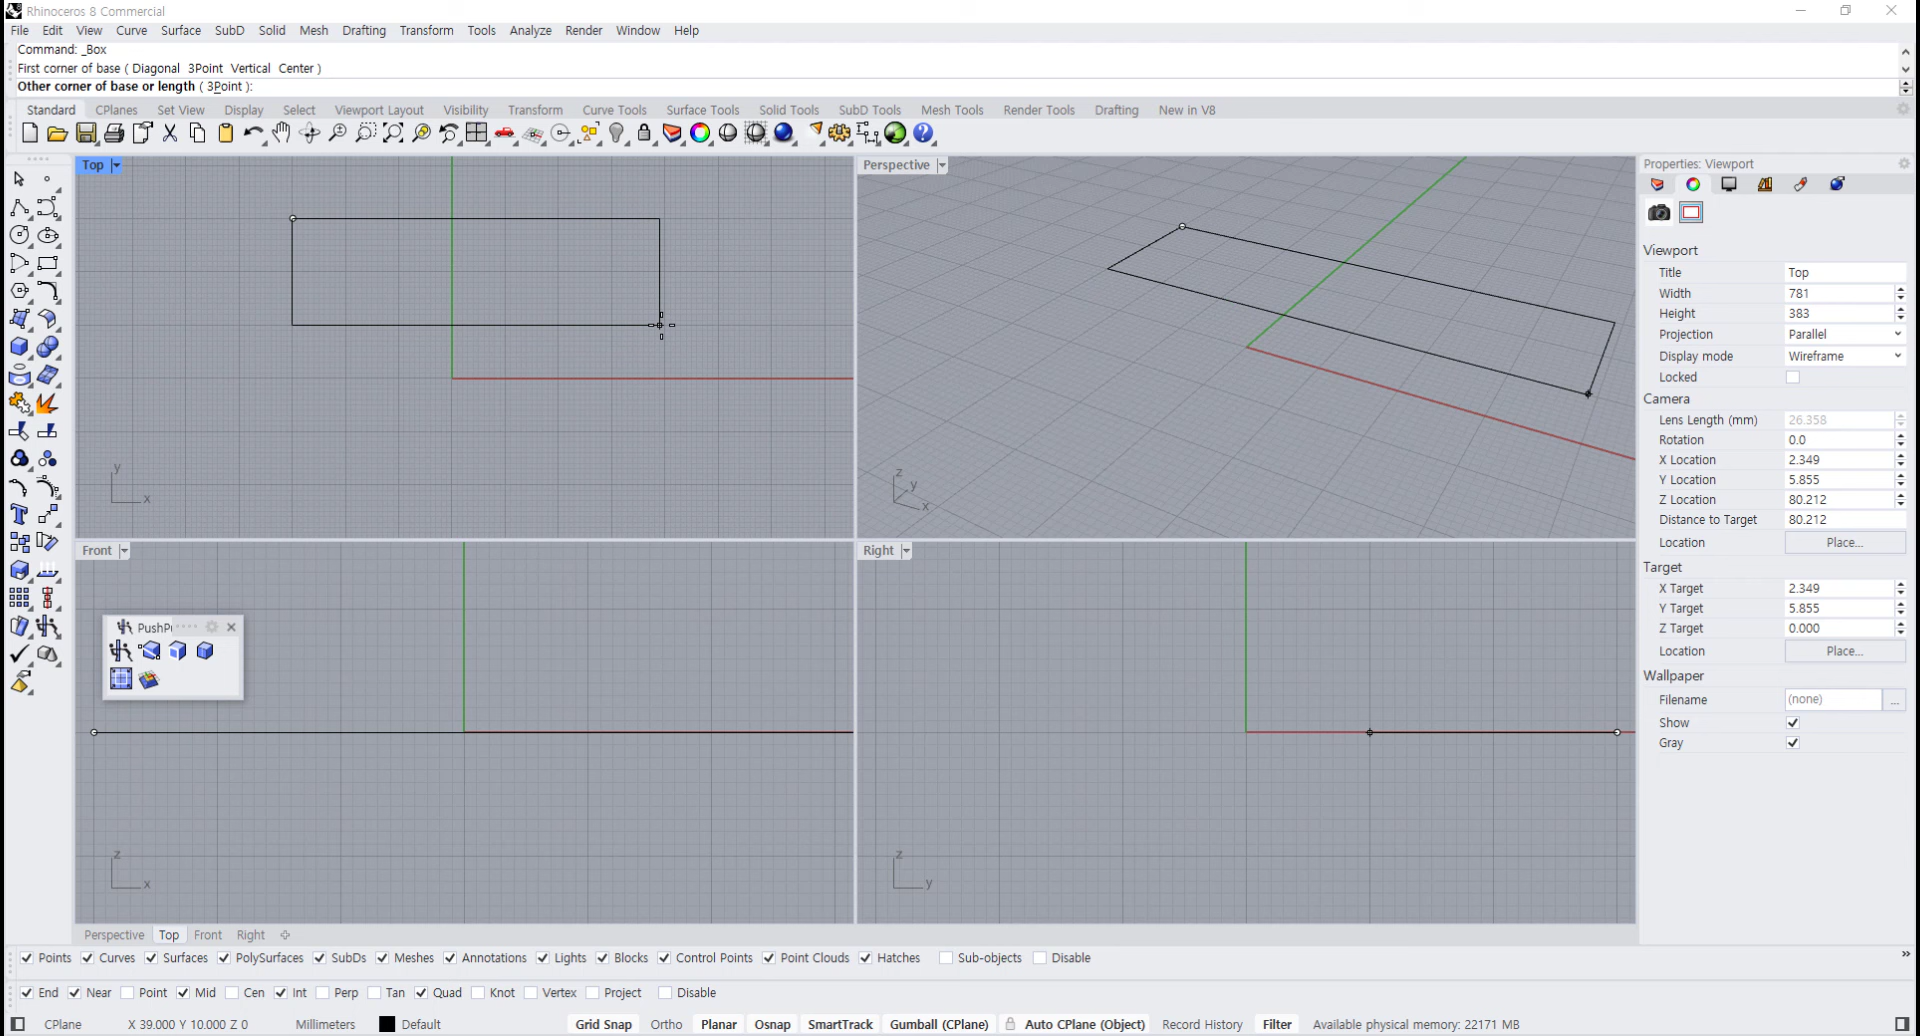 Rhinoceros 8 Commercial
File Edit View Curve Surface SubD Solid Mesh Drafting Transform Tools Analyze Render Window Help
Command: _Box
First corner of base ( Diagonal 3Point Vertical Center )
Other corner of base or length ( 3Point ):
Standard CPlanes Set View Display Select Viewport Layout Visibility Transform Curve Tools Surface Tools Solid Tools SubD Tools Mesh Tools Render Tools Drafting New in V8
Top
Perspective
Properties: Viewport
Viewport
Title Top
Width 781
Height 383
Projection Parallel
Display mode Wireframe
Locked
Camera
Lens Length (mm) 26.358
Rotation 0.0
X Location 2.349
Y Location 5.855
Z Location 80.212
Distance to Target 80.212
Location Place...
Target
X Target 2.349
Y Target 5.855
Z Target 0.000
Location Place...
Wallpaper
Filename (none) ...
Show
Gray
y
x
z
y
x
Front
Right
PushP
z
x
z
y
Perspective Top Front Right
Points Curves Surfaces PolySurfaces SubDs Meshes Annotations Lights Blocks Control Points Point Clouds Hatches Sub-objects Disable
End Near Point Mid Cen Int Perp Tan Quad Knot Vertex Project Disable
CPlane X 39.000 Y 10.000 Z 0 Millimeters Default Grid Snap Ortho Planar Osnap SmartTrack Gumball (CPlane) Auto CPlane (Object) Record History Filter Available physical memory: 22171 MB